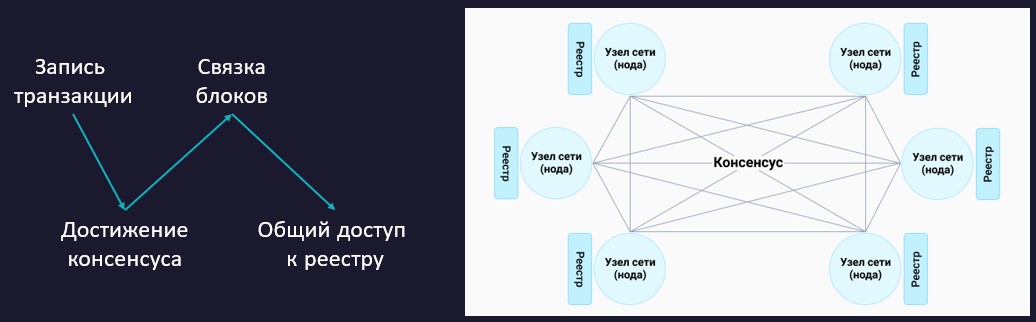 Запись
транзакции
Связка
блоков
Достижение
консенсуса
Общий доступ
к реестру
Реестр
Узел сети
(нода)
Узел сети
(нода)
Реестр
Реестр
Узел сети
(нода)
Консенсус
Узел сети
(нода)
Реестр
Реестр
Узел сети
(нода)
Узел сети
(нода)
Реестр